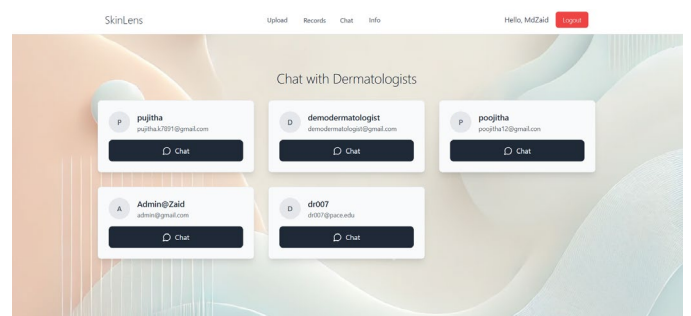 SkinLens Upload Records Chat Info Hello, MdZaid Logout
Chat with Dermatologists
P pujitha
pujitha.k7891@gmail.com
Chat
D demodermatologist
demodermatologist@gmail.com
Chat
P poojitha
poojitha12@gmail.con
Chat
A Admin@Zaid
admin@gmail.com
Chat
D dr007
dr007@pace.edu
Chat